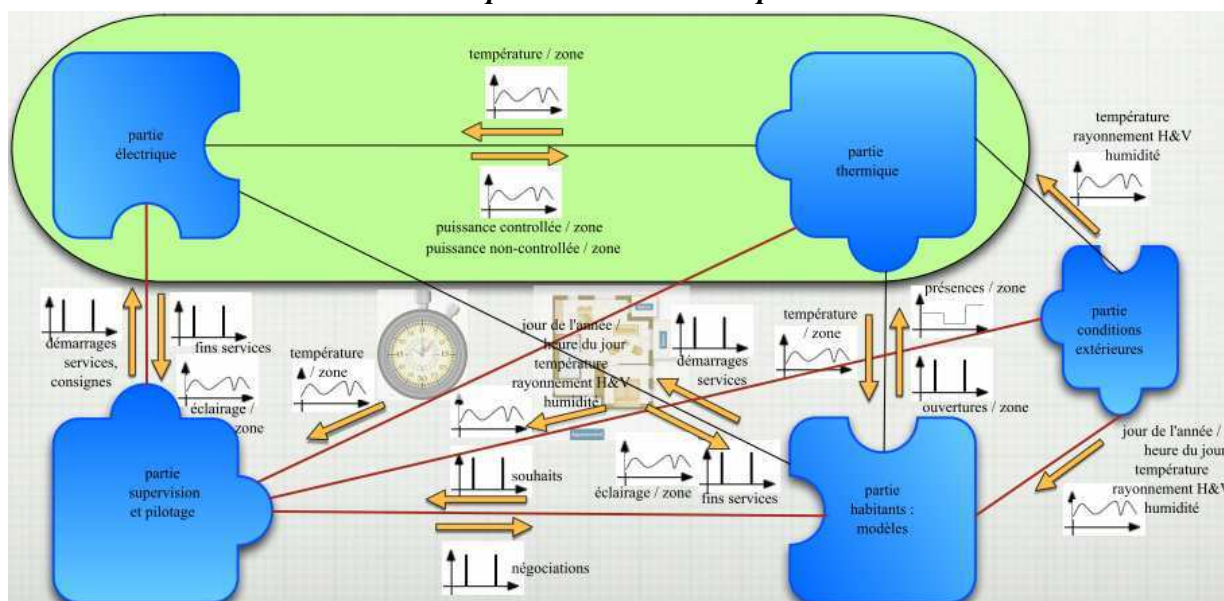 température / zone
partie
électrique
partie
thermique
température
rayonnement H&V
humidité
puissance controllée / zone
puissance non-controllée / zone
démarrages
services,
consignes
fins services
éclairage /
zone
température
/ zone
jour de l'année /
heure du jour
température
rayonnement H&V
humidité
démarrages
services
température
/ zone
présences / zone
ouvertures / zone
partie
conditions
extérieures
jour de l'année /
heure du jour
température
rayonnement H&V
humidité
partie
supervision
et pilotage
souhaits
négociations
éclairage / zone
fins services
partie
habitants :
modèles